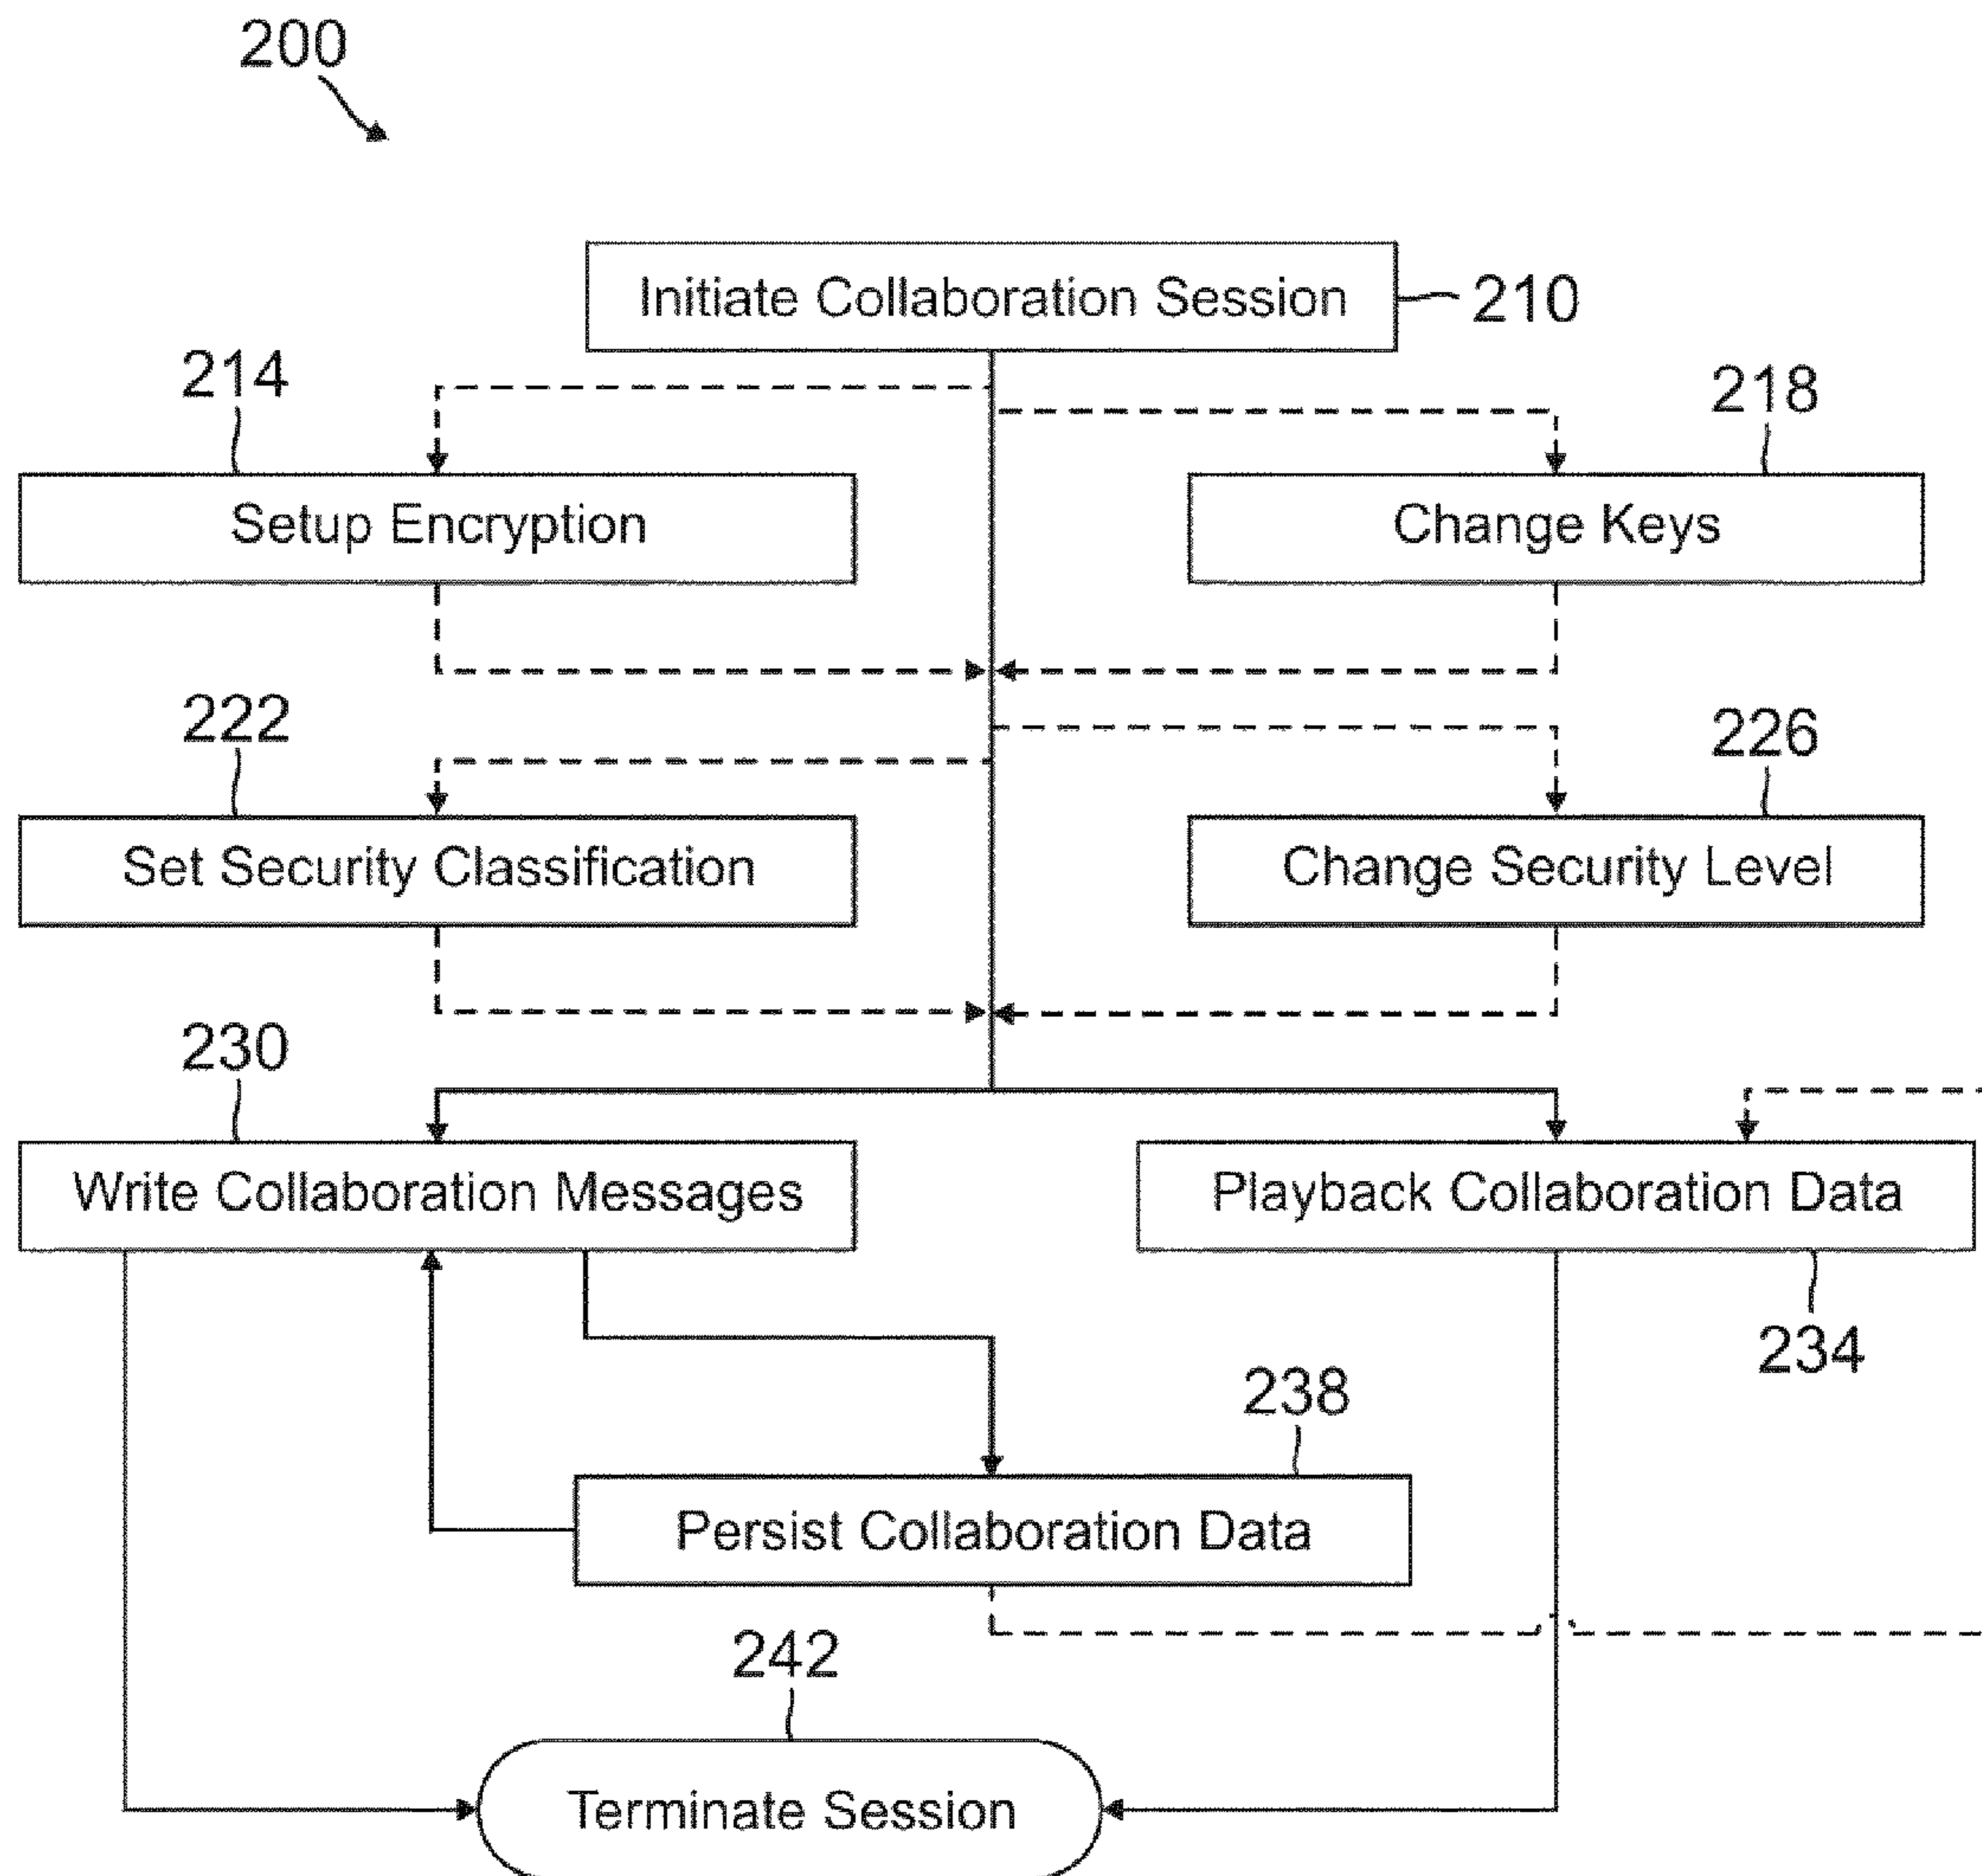 200
Initiate Collaboration Session
210
214
218
Setup Encryption
Change Keys
222
226
Set Security Classification
Change Security Level
230
Write Collaboration Messages
Playback Collaboration Data
234
238
Persist Collaboration Data
242
Terminate Session